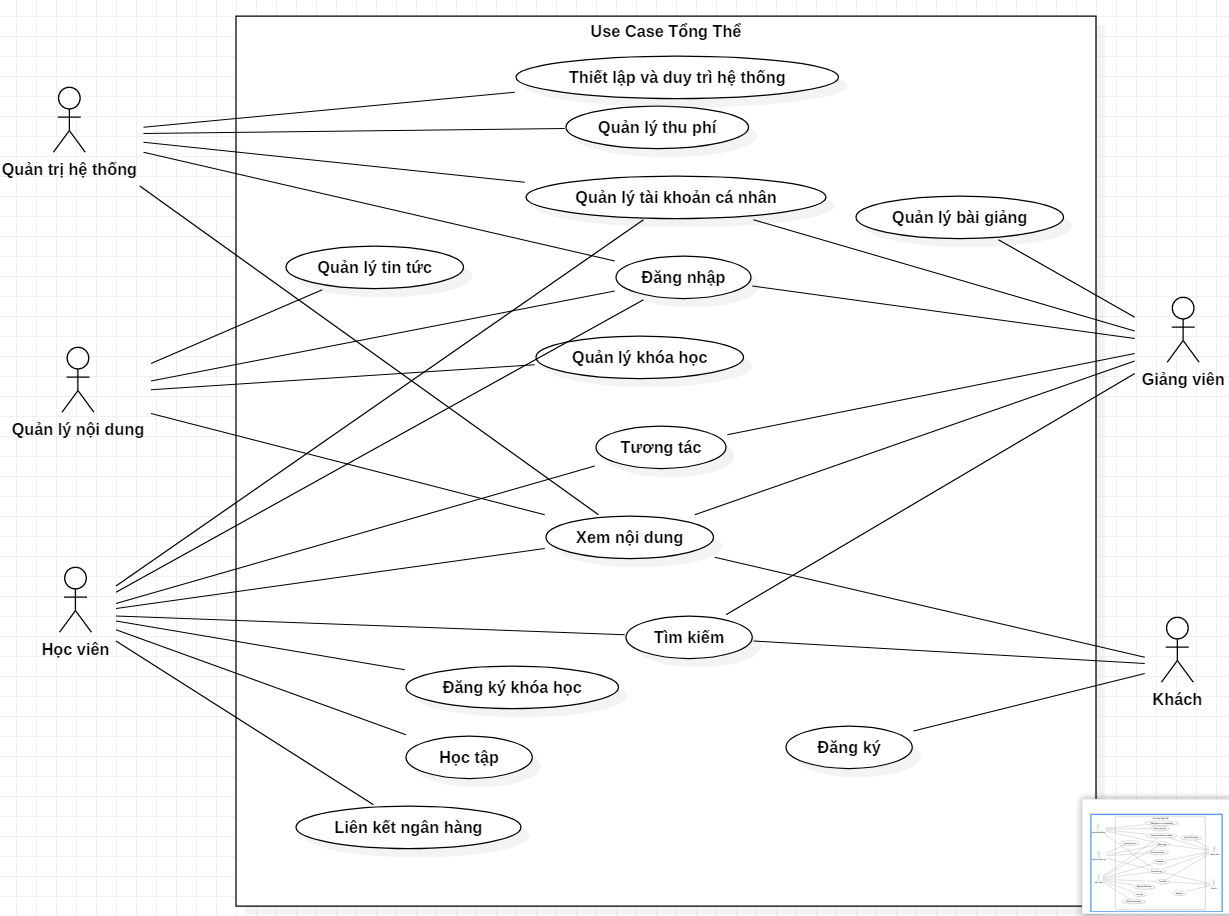 Use Case Tổng Thể
Thiết lập và duy trì hệ thống
Quản lý thu phí
Quản trị hệ thống
Quản lý tài khoản cá nhân
Quản lý bài giảng
Quản lý tin tức
Đăng nhập
Quản lý khóa học
Giảng viên
Quản lý nội dung
Tương tác
Xem nội dung
Tìm kiếm
Học viên
Đăng ký khóa học
Khách
Đăng ký
Học tập
Liên kết ngân hàng